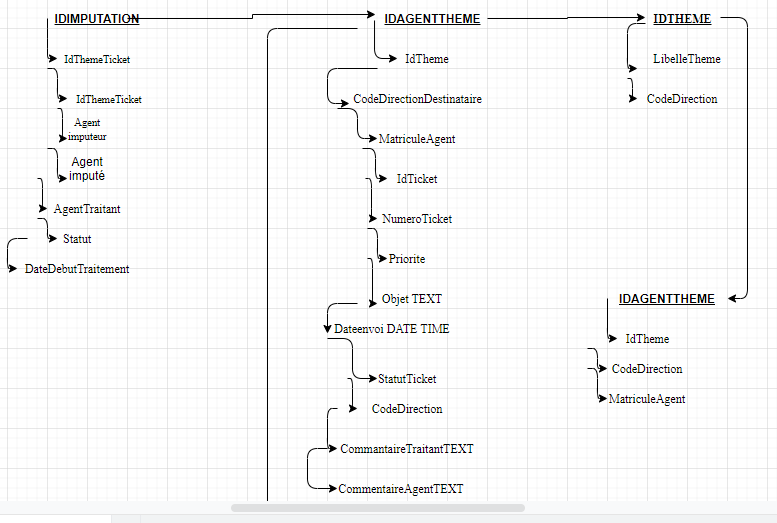 IDIMPUTATION
IdThemeTicket
IdThemeTicket
Agent
imputeur
Agent
imputé
AgentTraitant
Statut
DateDebutTraitement
IDAGENTTHEME
IdTheme
CodeDirectionDestinataire
MatriculeAgent
IdTicket
NumeroTicket
Priorite
Objet TEXT
Dateenvoi DATE TIME
StatutTicket
CodeDirection
CommantaireTraitantTEXT
CommentaireAgentTEXT
IDTHEME
LibelleTheme
CodeDirection
IDAGENTTHEME
IdTheme
CodeDirection
MatriculeAgent